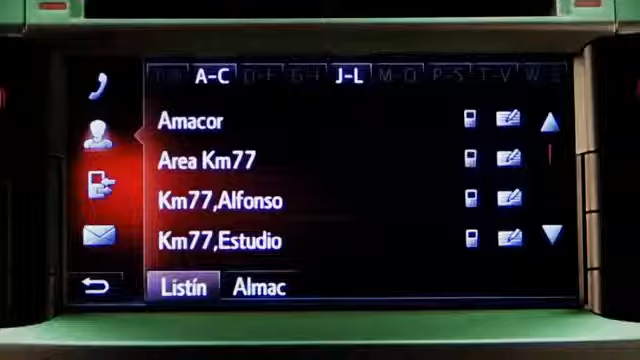 A-C D-F G-I J-L M-O P-S T-V W
Amacor
Area Km77
Km77,Alfonso
Km77,Estudio
Listín Almac